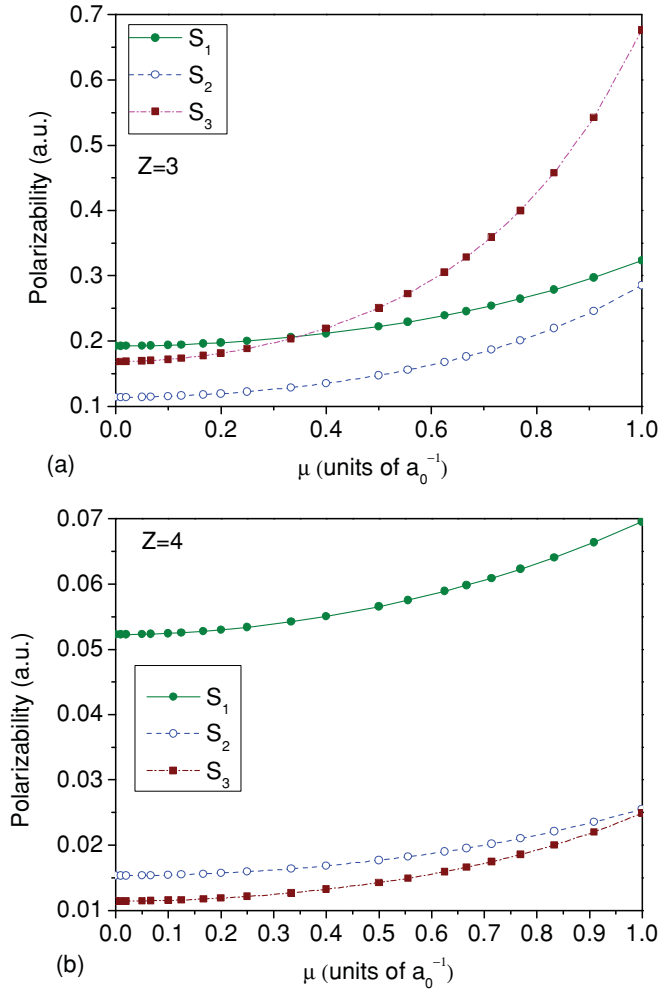 0.7
S₁
S₂
S₃
0.6
Z=3
0.5
0.4
0.3
0.2
0.1
Polarizability (a.u.)
0.0 0.2 0.4 0.6 0.8 1.0
(a) μ (units of a₀⁻¹)
0.07
Z=4
0.06
0.05
S₁
0.04
S₂
S₃
0.03
0.02
0.01
Polarizability (a.u.)
0.0 0.1 0.2 0.3 0.4 0.5 0.6 0.7 0.8 0.9 1.0
(b) μ (units of a₀⁻¹)